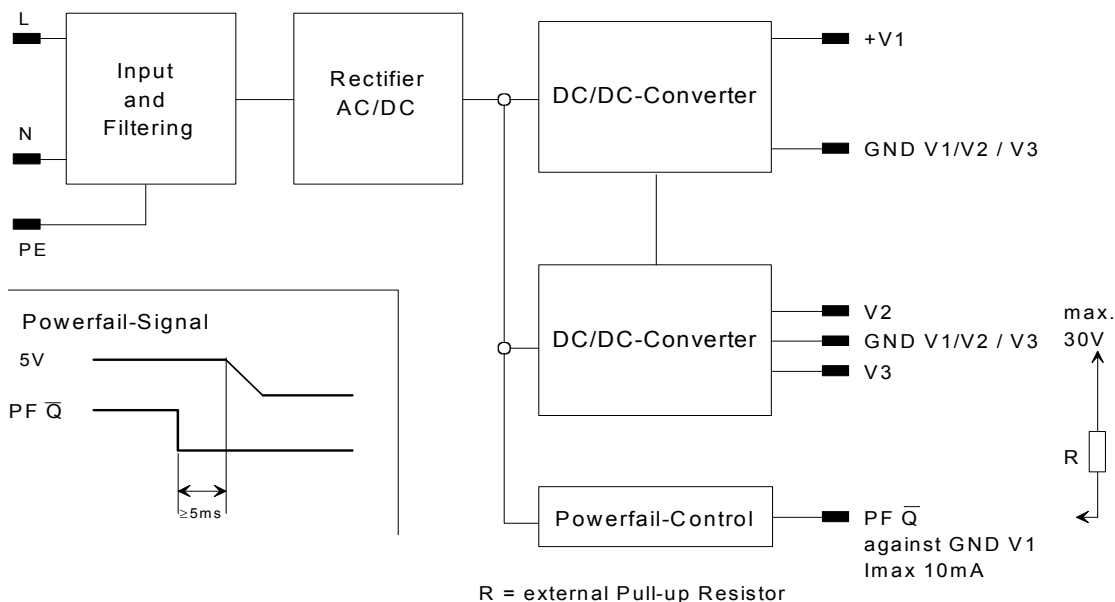 L
N
PE
Input
and
Filtering
Rectifier
AC/DC
DC/DC-Converter
+V1
GND V1/V2 / V3
DC/DC-Converter
V2
GND V1/V2 / V3
V3
max.
30V
R
Powerfail-Signal
5V
PF Q̅
≥5ms
Powerfail-Control
PF Q̅
against GND V1
Imax 10mA
R = external Pull-up Resistor